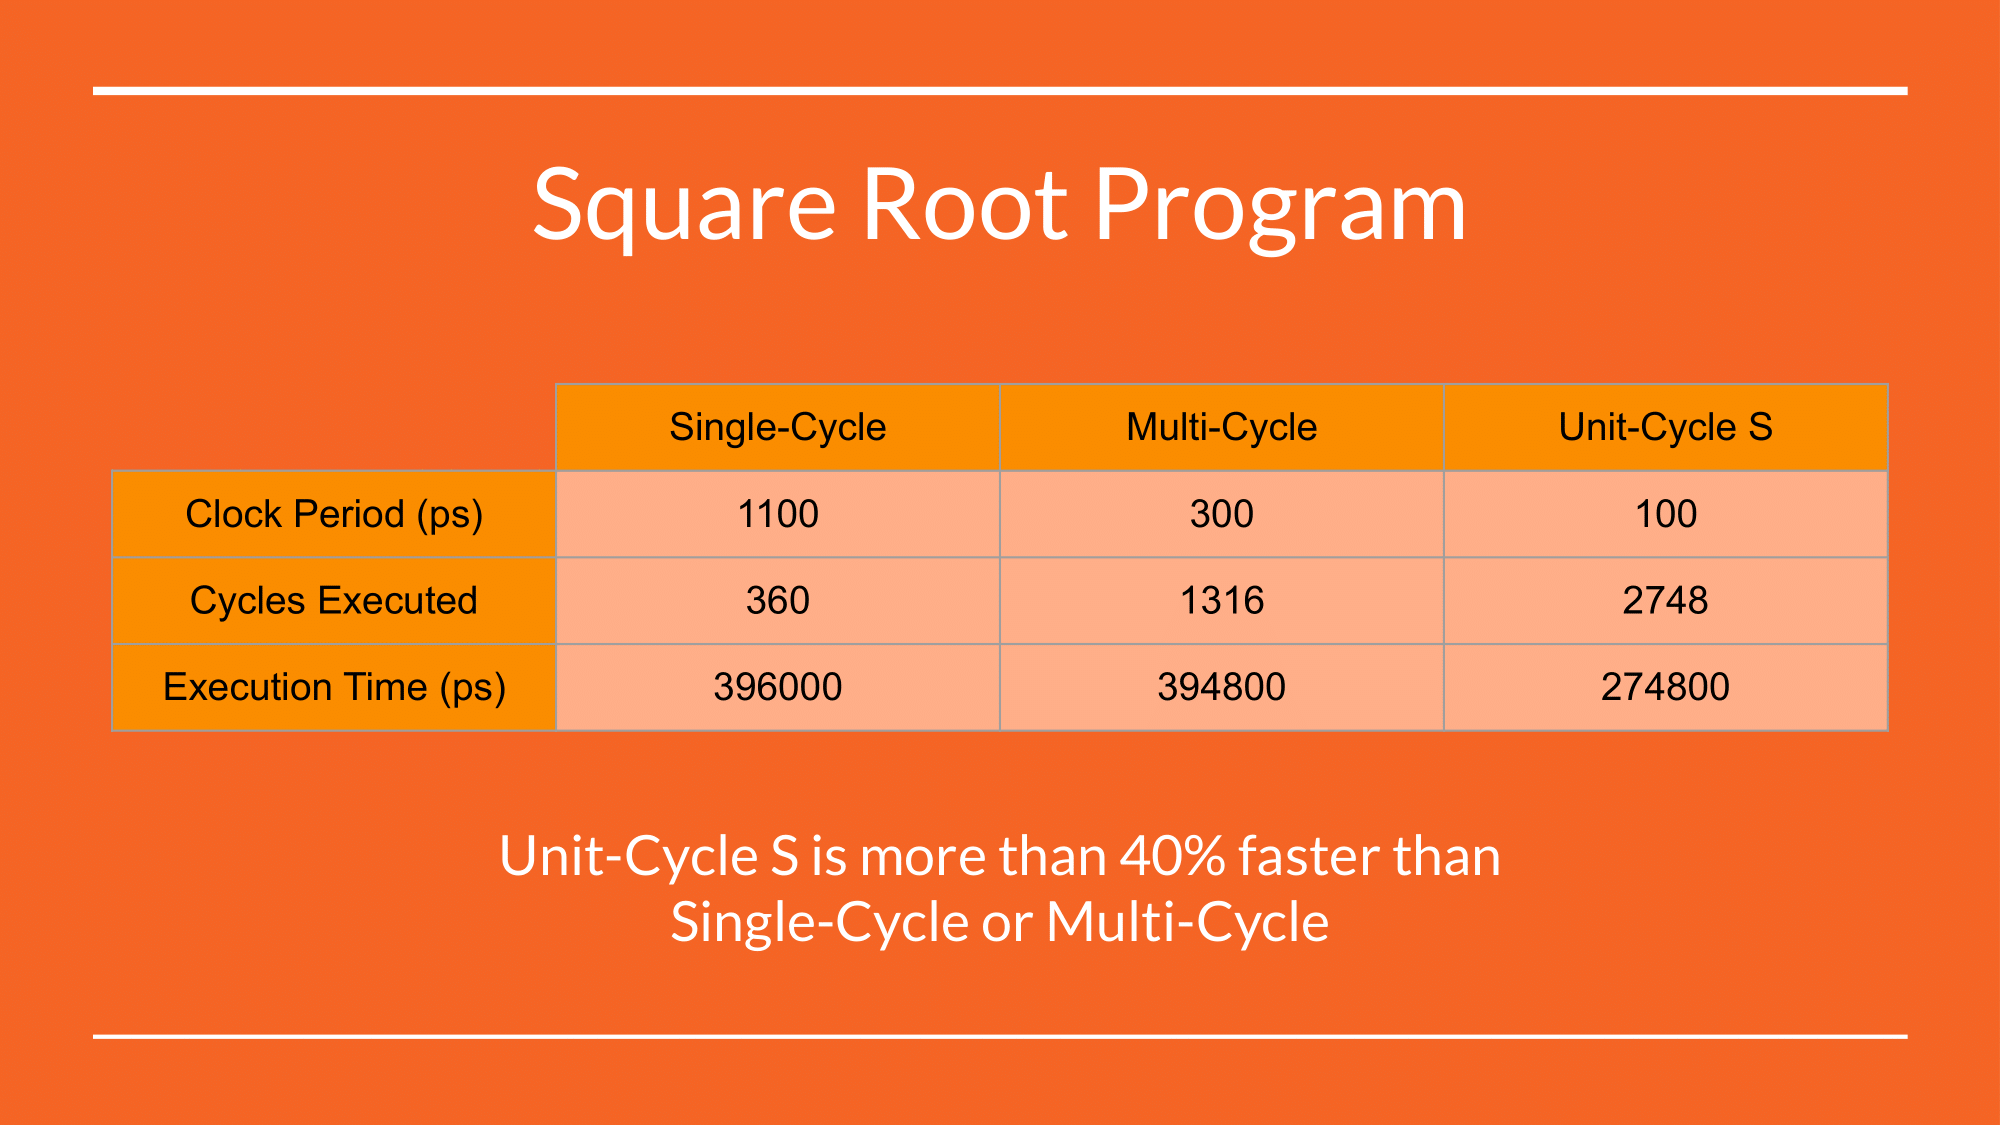 Square Root Program
Single-Cycle Multi-Cycle Unit-Cycle S
Clock Period (ps) 1100 300 100
Cycles Executed 360 1316 2748
Execution Time (ps) 396000 394800 274800
Unit-Cycle S is more than 40% faster than
Single-Cycle or Multi-Cycle